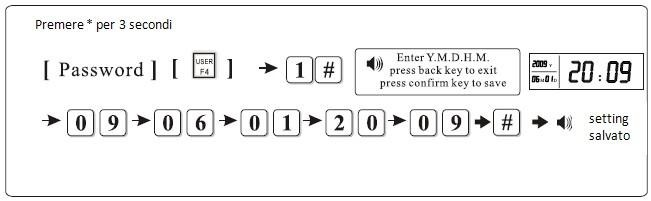 Premere * per 3 secondi
[ Password ] [ USER F4 ] → 1 #
Enter Y.M.D.H.M.
press back key to exit
press confirm key to save
2009 Y
06 M 01 D
20:09
→ 0 9 → 0 6 → 0 1 → 2 0 → 0 9 → # →
setting
salvato